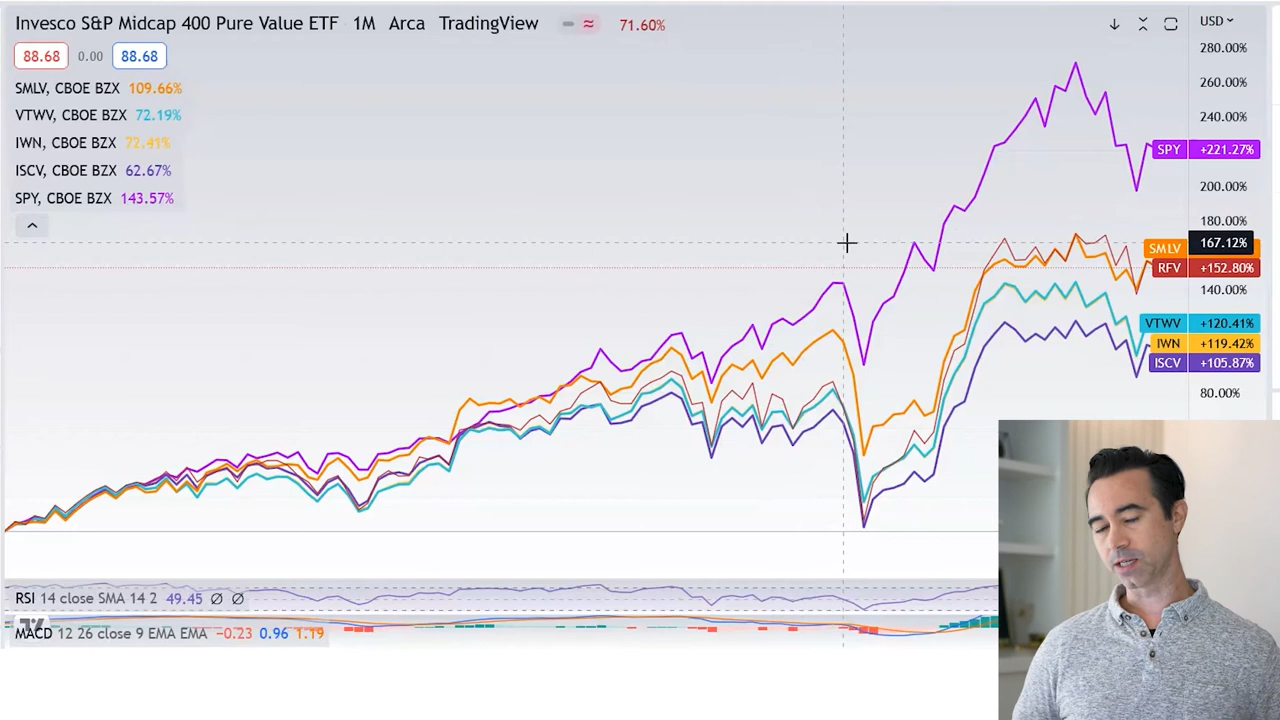 Invesco S&P Midcap 400 Pure Value ETF 1M Arca TradingView 71.60% USD
88.68 0.00 88.68
SMLV, CBOE BZX 109.66%
VTWV, CBOE BZX 72.19%
IWN, CBOE BZX 72.41%
ISCV, CBOE BZX 62.67%
SPY, CBOE BZX 143.57%
280.00%
260.00%
240.00%
SPY +221.27%
200.00%
180.00%
167.12%
SMLV
RFV +152.80%
140.00%
VTWV +120.41%
IWN +119.42%
ISCV +105.87%
80.00%
RSI 14 close SMA 14 2 49.45 Ø Ø
MACD 12 26 close 9 EMA EMA −0.23 0.96 1.19